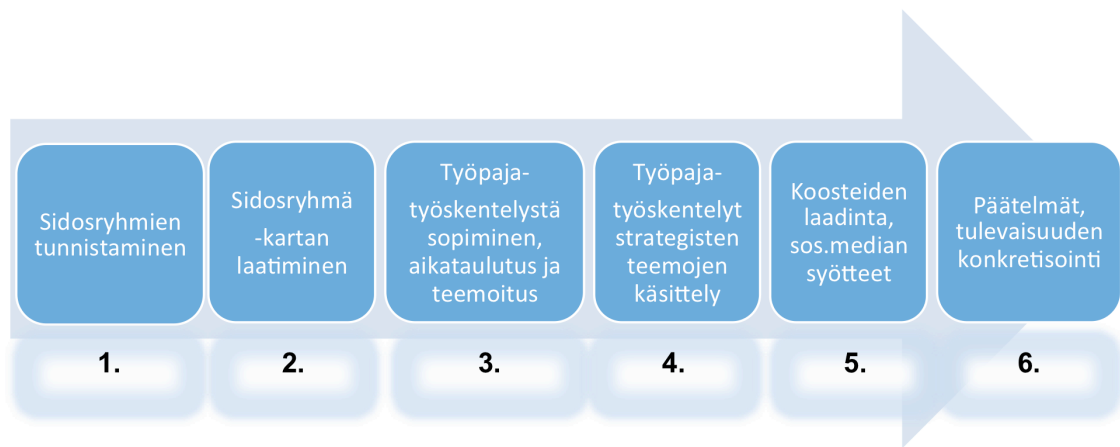 Sidosryhmien
tunnistaminen
Sidosryhmä
-kartan
laatiminen
Työpaja-
työskentelystä
sopiminen,
aikataulutus ja
teemoitus
Työpaja-
työskentelyt
strategisten
teemojen
käsittely
Koosteiden
laadinta,
sos.median
syötteet
Päätelmät,
tulevaisuuden
konkretisointi
1.
2.
3.
4.
5.
6.